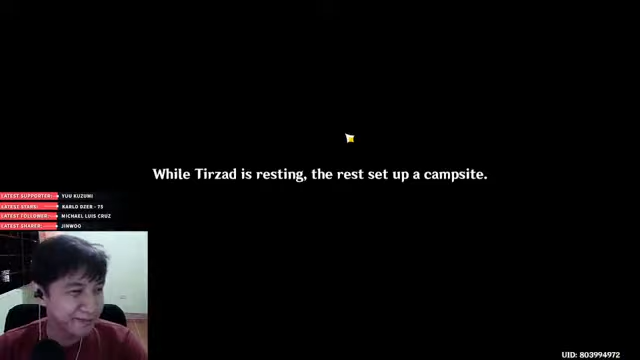 While Tirzad is resting, the rest set up a campsite.
LATEST SUPPORTER: YUU KUZUMI
LATEST STARS: KARLO DZER - 75
LATEST FOLLOWER: MICHAEL LUIS CRUZ
LATEST SHARER: JINWOO
UID: 803994972